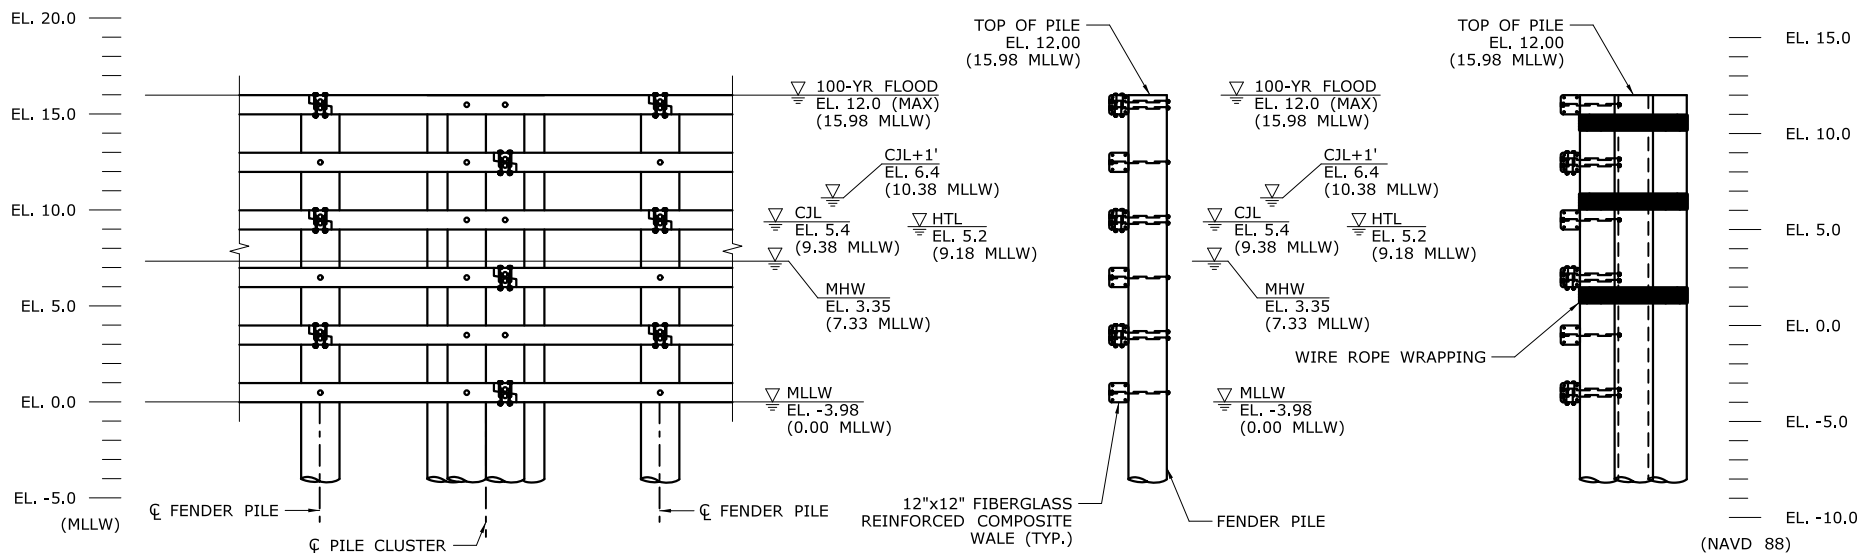 EL. 20.0
EL. 15.0
EL. 10.0
EL. 5.0
EL. 0.0
EL. -5.0
(MLLW)
℄ FENDER PILE
℄ PILE CLUSTER
℄ FENDER PILE
100-YR FLOOD
EL. 12.0 (MAX)
(15.98 MLLW)
CJL+1'
EL. 6.4
(10.38 MLLW)
CJL
EL. 5.4
(9.38 MLLW)
HTL
EL. 5.2
(9.18 MLLW)
MHW
EL. 3.35
(7.33 MLLW)
MLLW
EL. -3.98
(0.00 MLLW)
TOP OF PILE
EL. 12.00
(15.98 MLLW)
12"x12" FIBERGLASS
REINFORCED COMPOSITE
WALE (TYP.)
FENDER PILE
100-YR FLOOD
EL. 12.0 (MAX)
(15.98 MLLW)
CJL+1'
EL. 6.4
(10.38 MLLW)
CJL
EL. 5.4
(9.38 MLLW)
HTL
EL. 5.2
(9.18 MLLW)
MHW
EL. 3.35
(7.33 MLLW)
MLLW
EL. -3.98
(0.00 MLLW)
TOP OF PILE
EL. 12.00
(15.98 MLLW)
WIRE ROPE WRAPPING
EL. 15.0
EL. 10.0
EL. 5.0
EL. 0.0
EL. -5.0
EL. -10.0
(NAVD 88)